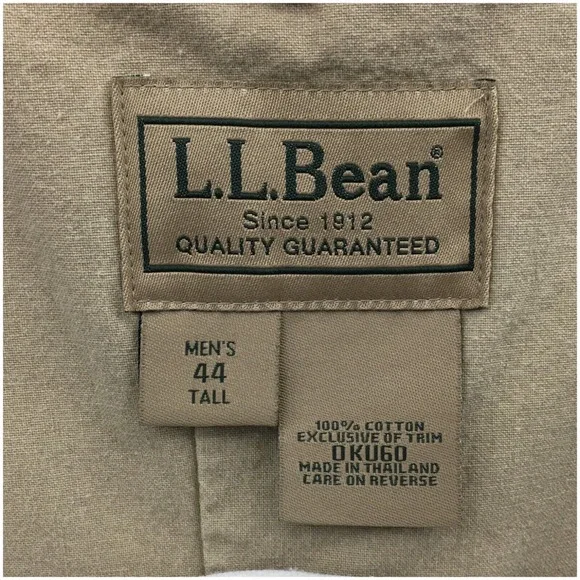 L.L.Bean®
Since 1912
QUALITY GUARANTEED
MEN'S
44
TALL
100% COTTON
EXCLUSIVE OF TRIM
0KU60
MADE IN THAILAND
CARE ON REVERSE